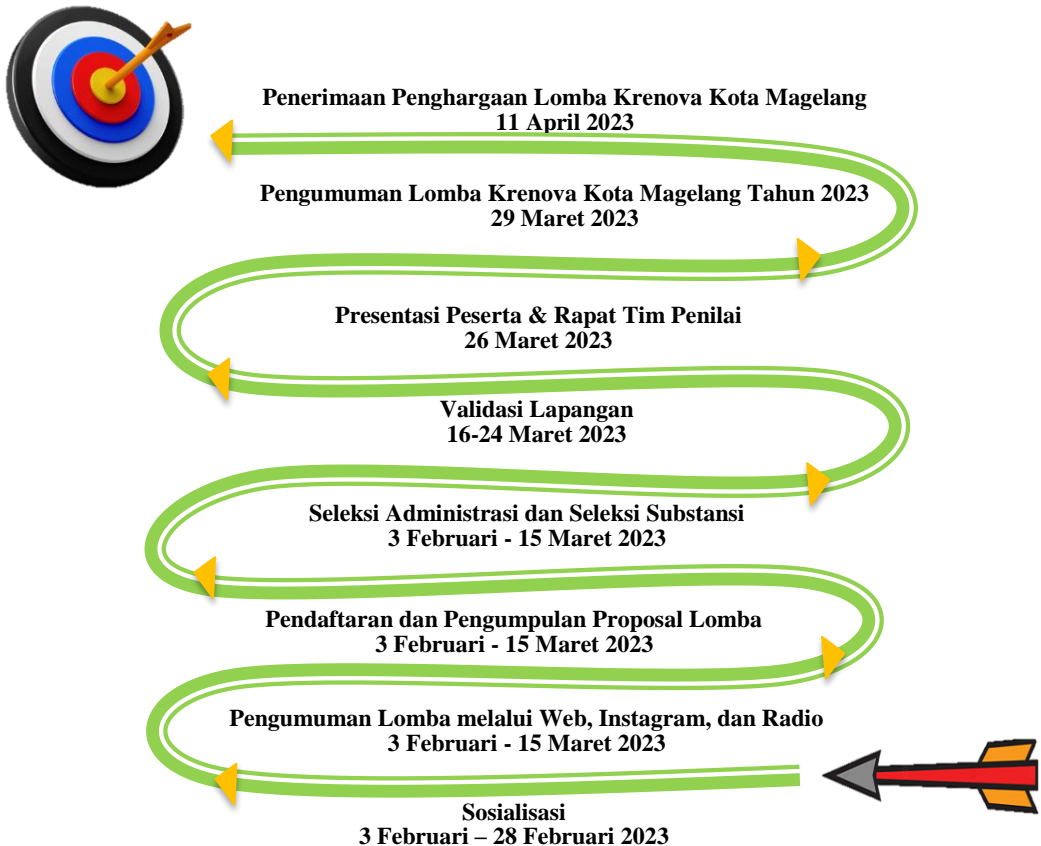 Penerimaan Penghargaan Lomba Krenova Kota Magelang
11 April 2023
Pengumuman Lomba Krenova Kota Magelang Tahun 2023
29 Maret 2023
Presentasi Peserta & Rapat Tim Penilai
26 Maret 2023
Validasi Lapangan
16-24 Maret 2023
Seleksi Administrasi dan Seleksi Substansi
3 Februari - 15 Maret 2023
Pendaftaran dan Pengumpulan Proposal Lomba
3 Februari - 15 Maret 2023
Pengumuman Lomba melalui Web, Instagram, dan Radio
3 Februari - 15 Maret 2023
Sosialisasi
3 Februari – 28 Februari 2023